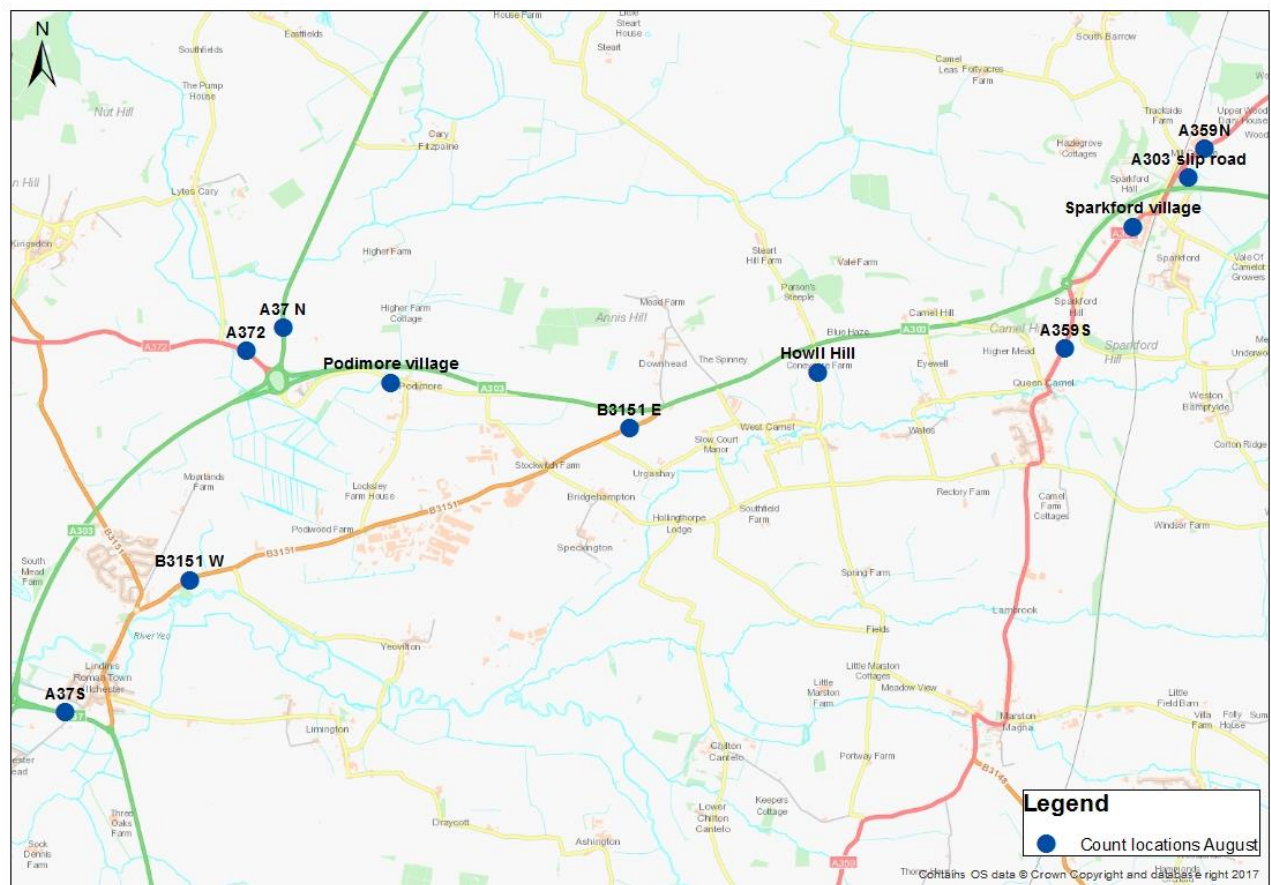 N
House Farm
Little
Steart
House
Steart
Southfields
Eastfields
The Pump
House
Nut Hill
Cary
Fitzpaine
Camel
Leas
Fortyacres
Farm
South Barrow
Trackside
Farm
Upper Wood
Hazlegrove
Cottages
A359N
A303 slip road
Sparkford
Hall
Sparkford village
Sparkford
Vale Of
Camelot
Growers
Lytes Cary
Kingsdon
Higher Farm
Higher Farm
Cottage
Steart
Hill Farm
Vale Farm
Parson's
Steeple
Mead Farm
Annis Hill
A37 N
A372
A372
Podimore village
Podimore
A303
Downhead
The Spinney
Blue Haze
Camel Hill
A303
Camel Hill
Sparkford
Hill
A359S
Higher Mead
Sparkford
Hill
Howll Hill
Eyewell
Queen Camel
Weston
Bampfylde
B3151 E
Slow Court
Manor
West Camel
Wales
Corton Ridge
Stockwitch Farm
Urgashay
Moorlands
Farm
Locksley
Farm House
Bridgehampton
Rectory Farm
Camel
Farm
Cottages
Windsor Farm
A303
B3151
B3151
B3151
Podiwood Farm
Hollingthorpe
Lodge
Southfield
Farm
Speckington
South
Mead
Farm
B3151 W
Spring Farm
Lambrook
River Yeo
Yeovilton
Fields
Lindinis
Roman Town
Ilchester
A37S
Little Marston
Cottages
Little
Marston
Farm
Meadow View
Marston
Magna
Little
Field Barn
Villa
Farm
Folly
House
Limington
Chilton
Cantelo
Portway Farm
B3148
Three
Oaks
Farm
Draycott
Lower
Chilton
Cantelo
Keepers
Cottage
Sock
Dennis
Farm
Ashington
A359
Legend
Count locations August
Contains OS data © Crown Copyright and database right 2017